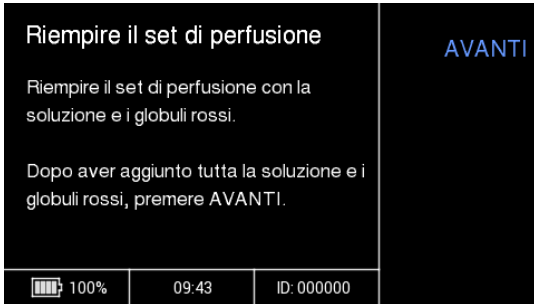 Riempire il set di perfusione
AVANTI
Riempire il set di perfusione con la
soluzione e i globuli rossi.
Dopo aver aggiunto tutta la soluzione e i
globuli rossi, premere AVANTI.
100%
09:43
ID: 000000